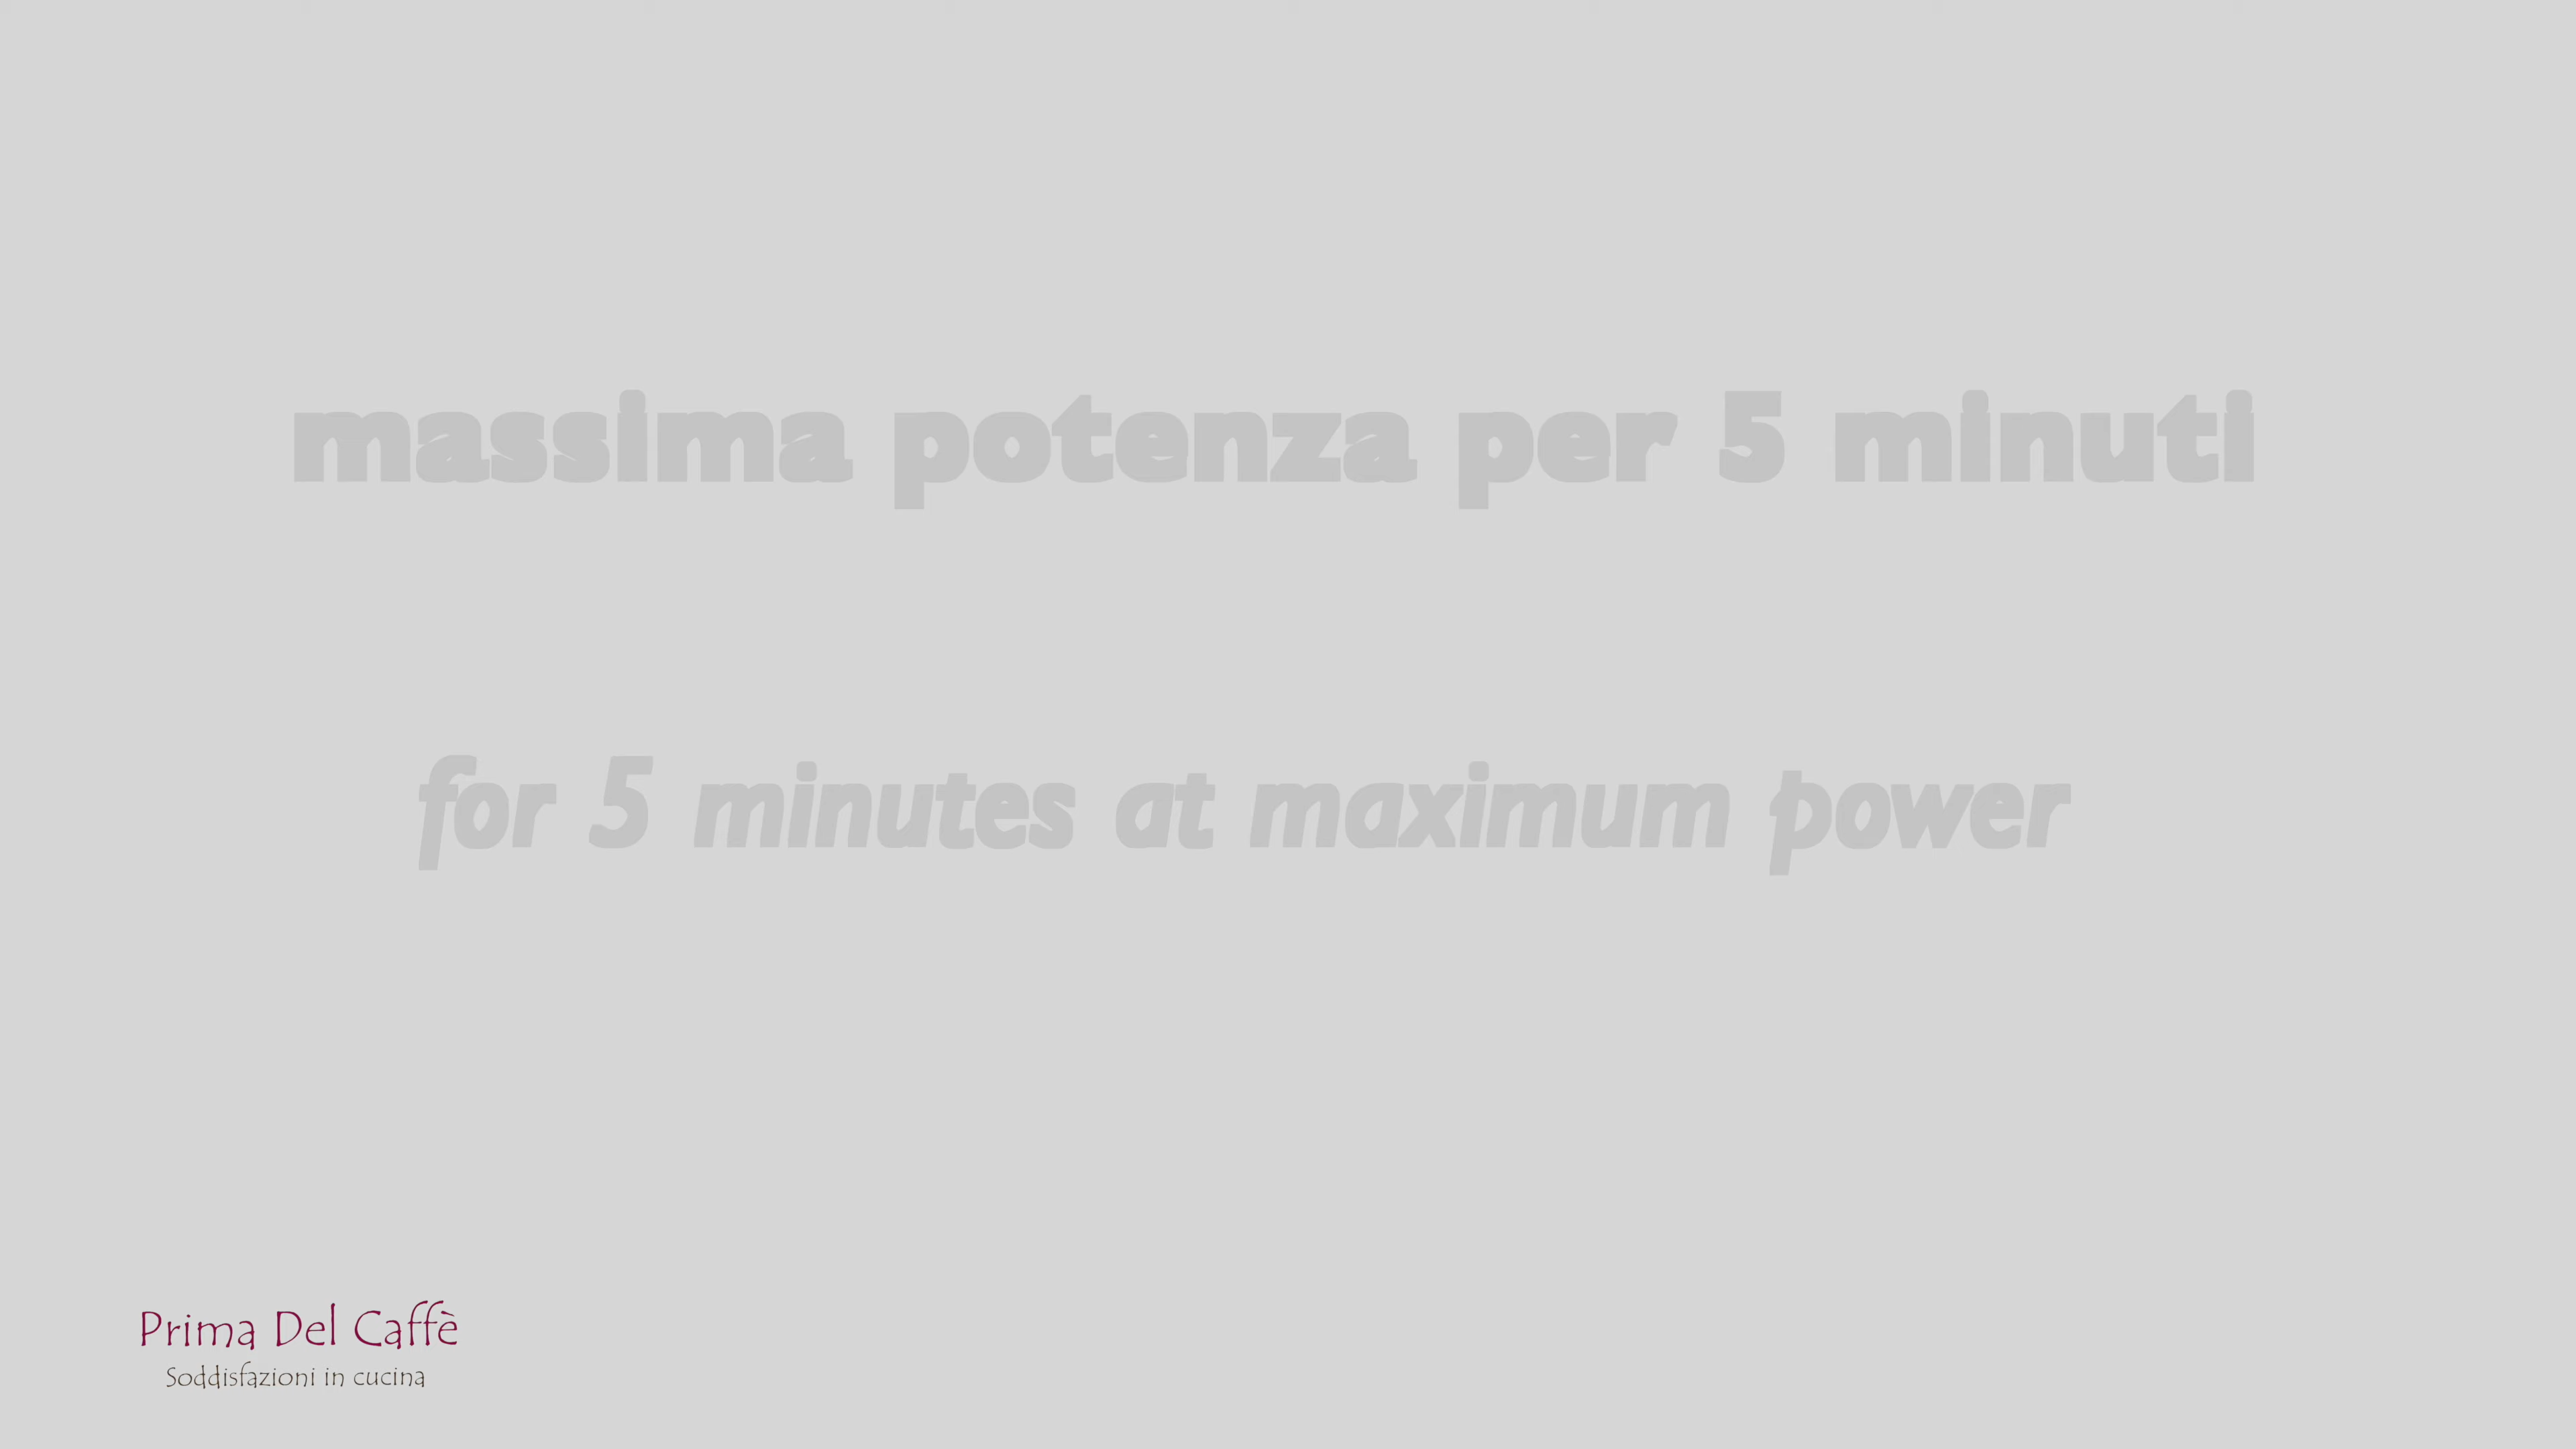 massima potenza per 5 minuti
for 5 minutes at maximum power
Prima Del Caffè
Soddisfazioni in cucina